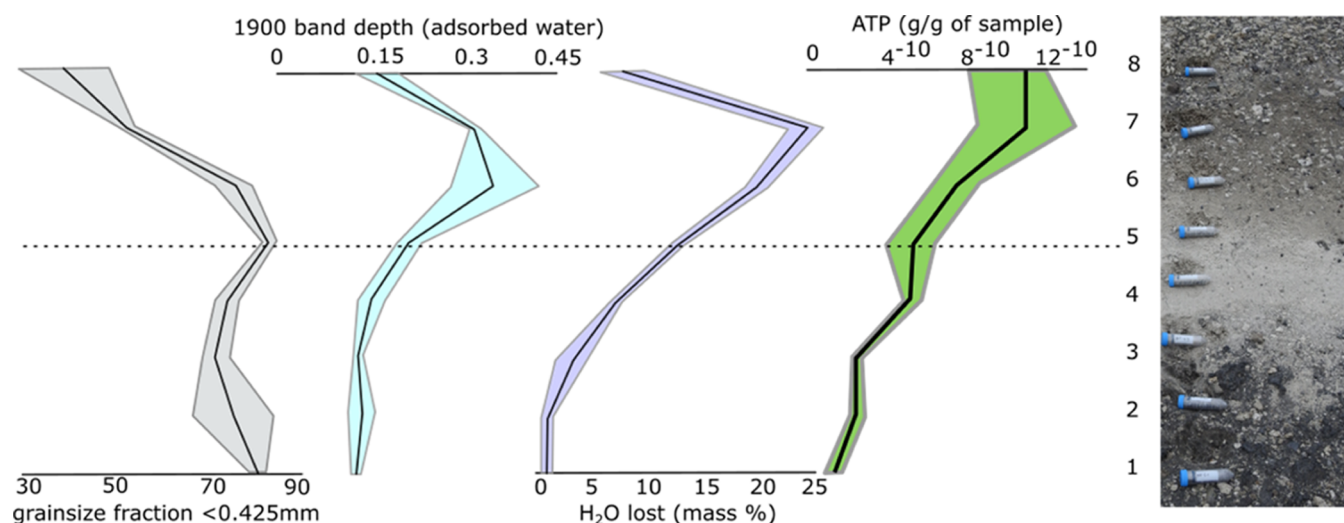 1900 band depth (adsorbed water)
0 0.15 0.3 0.45
ATP (g/g of sample)
0 4-10 8-10 12-10
8
7
6
5
4
3
2
1
30 50 70 90
grainsize fraction <0.425mm
0 5 10 15 20 25
H2O lost (mass %)